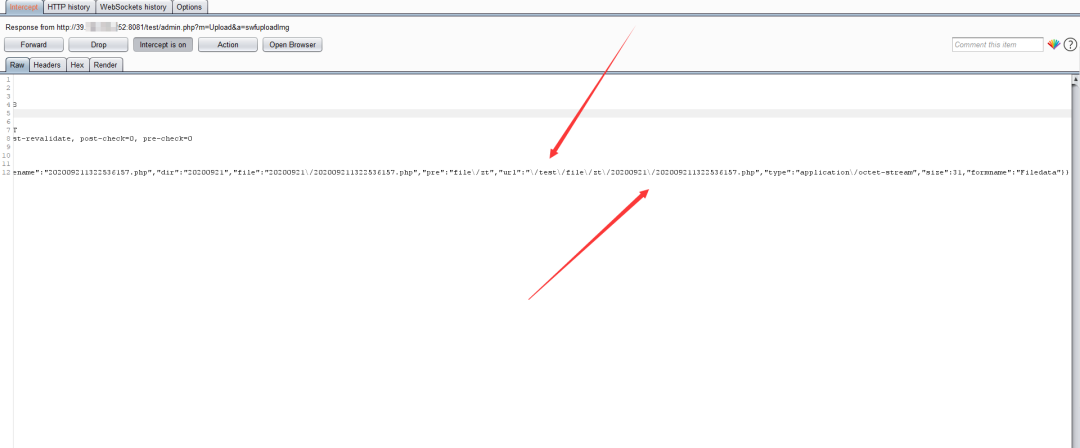 Intercept HTTP history WebSockets history Options
Response from http://39. .52:8081/test/admin.php?m=Upload&a=swfuploadImg
Forward Drop Intercept is on Action Open Browser Comment this item ?
Raw Headers Hex Render
1
2
3
4 B
5
6
7 T
8 st-revalidate, post-check=0, pre-check=0
9
10
11
12 ename":"202009211322536157.php","dir":"20200921","file":"20200921\/202009211322536157.php","pre":"file\/zt","url":"\/test\/file\/zt\/20200921\/202009211322536157.php","type":"application\/octet-stream","size":31,"formname":"Filedata"}}